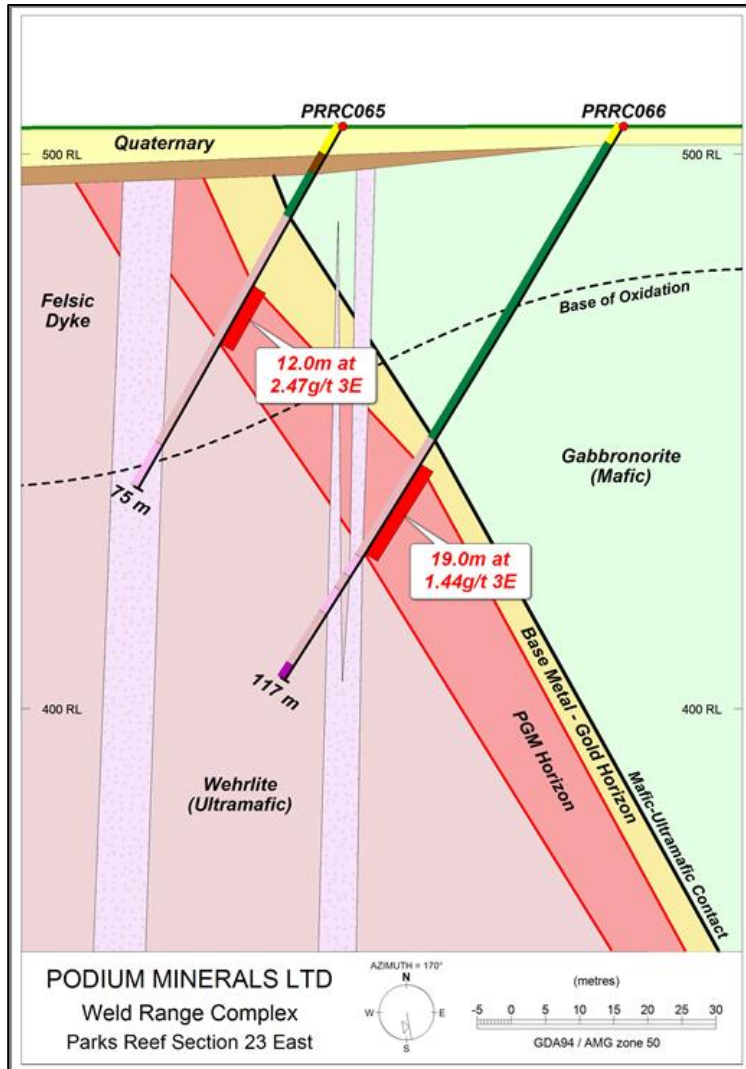 PRRC065
PRRC066
Quaternary
500 RL
500 RL
Felsic
Dyke
Base of Oxidation
12.0m at
2.47g/t 3E
Gabbronorite
(Mafic)
75 m
19.0m at
1.44g/t 3E
117 m
400 RL
400 RL
Wehrlite
(Ultramafic)
PGM Horizon
Base Metal - Gold Horizon
Mafic-Ultramafic Contact
PODIUM MINERALS LTD
Weld Range Complex
Parks Reef Section 23 East
AZIMUTH = 170°
N
W
E
S
(metres)
-5 0 5 10 15 20 25 30
GDA94 / AMG zone 50